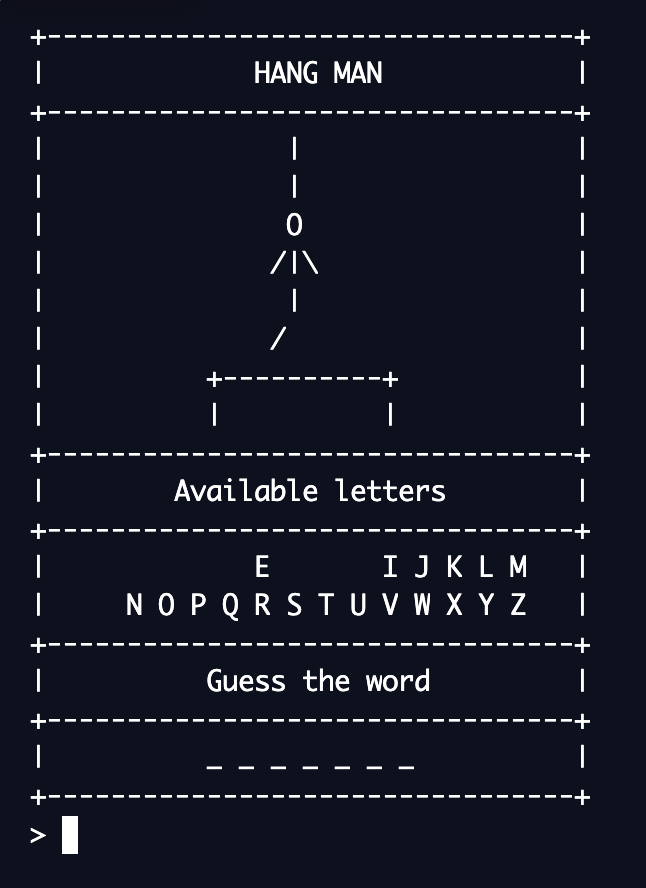 +---------------------------------+
|             HANG MAN            |
+---------------------------------+
|               |                 |
|               |                 |
|               O                 |
|              /|\                |
|               |                 |
|              /                  |
|          +----------+           |
|          |          |           |
+---------------------------------+
|        Available letters        |
+---------------------------------+
|             E       I J K L M   |
|     N O P Q R S T U V W X Y Z   |
+---------------------------------+
|          Guess the word         |
+---------------------------------+
|          _ _ _ _ _ _ _          |
+---------------------------------+
>